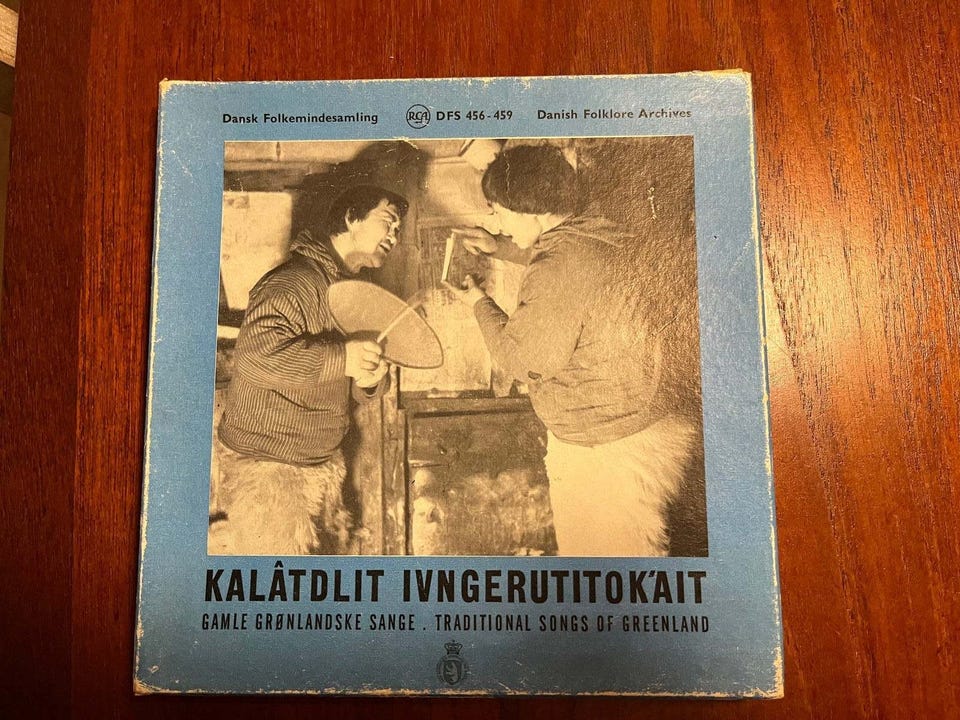 Dansk Folkemindesamling RCA DFS 456-459 Danish Folklore Archives
KALÂTDLIT IVNGERUTITOK'AIT
GAMLE GRØNLANDSKE SANGE . TRADITIONAL SONGS OF GREENLAND